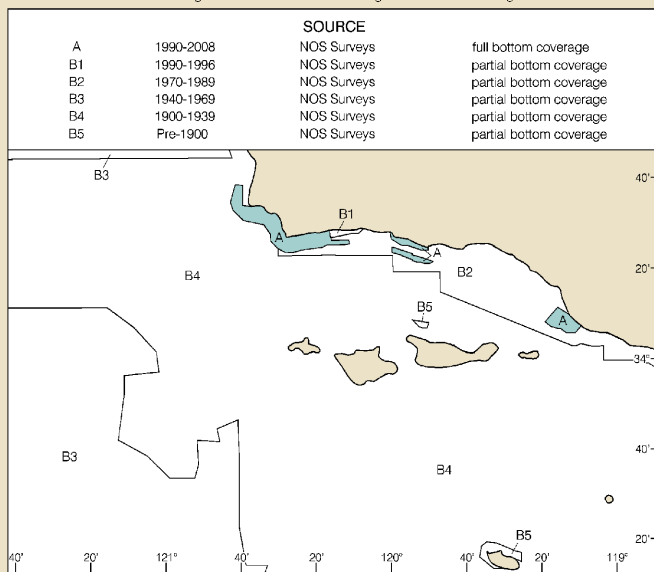 SOURCE
A 1990-2008 NOS Surveys full bottom coverage
B1 1990-1996 NOS Surveys partial bottom coverage
B2 1970-1989 NOS Surveys partial bottom coverage
B3 1940-1969 NOS Surveys partial bottom coverage
B4 1900-1939 NOS Surveys partial bottom coverage
B5 Pre-1900 NOS Surveys partial bottom coverage
B3
40'
B1
A
A
B4
B2
20'
B5
A
34°
B3
B4
40'
B5
20'
40' 20' 121° 40' 20' 120° 40' 20' 119°